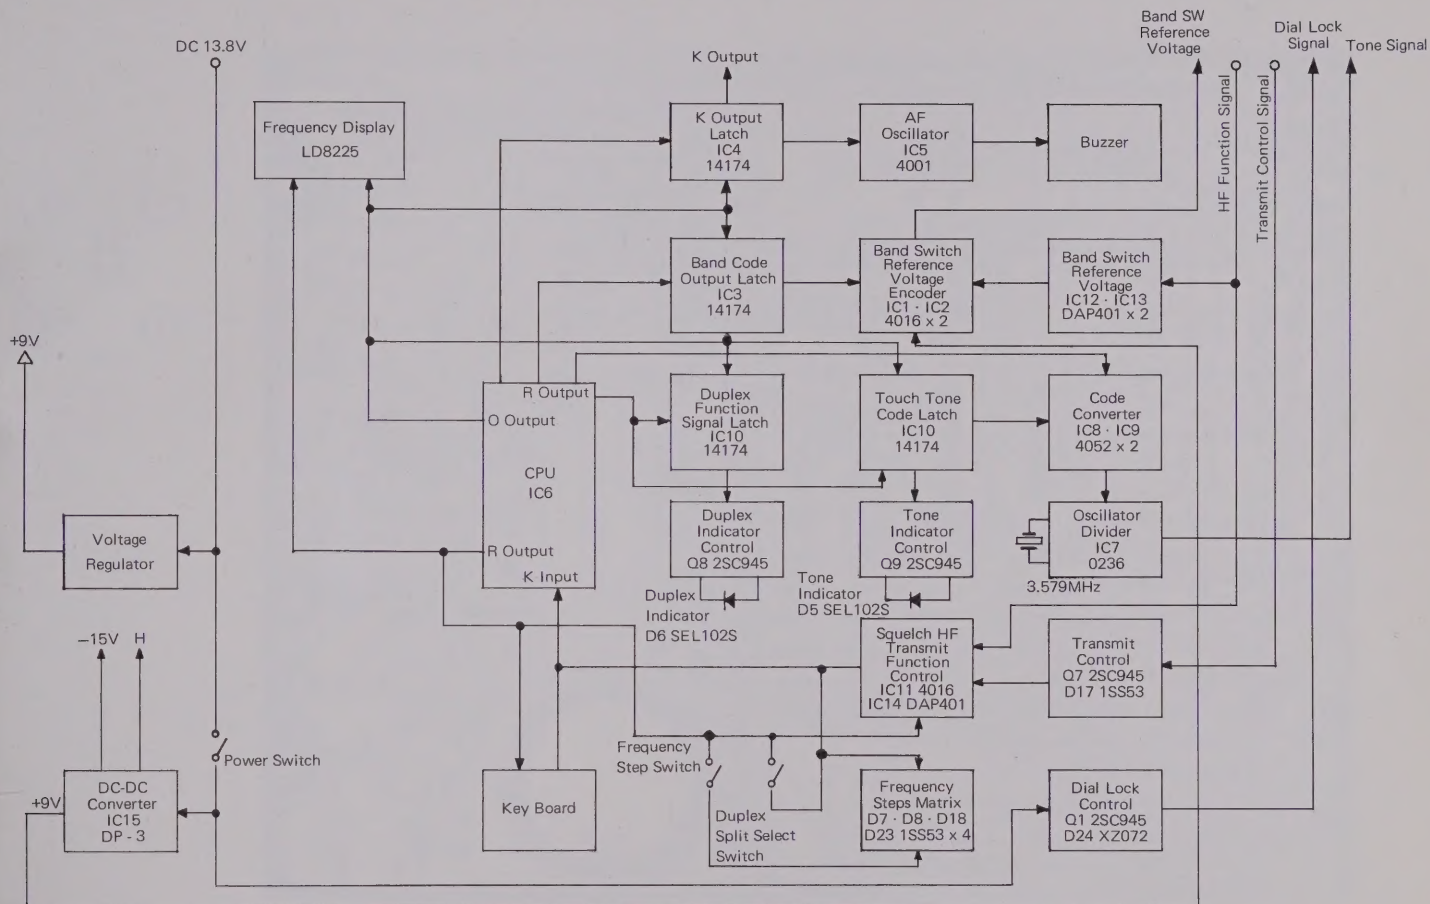 Band SW
Reference
Voltage
Dial Lock
Signal
Tone Signal
DC 13.8V
K Output
HF Function Signal
Transmit Control Signal
Frequency Display
LD8225
K Output
Latch
IC4
14174
AF
Oscillator
IC5
4001
Buzzer
Band Code
Output Latch
IC3
14174
Band Switch
Reference
Voltage
Encoder
IC1 · IC2
4016 x 2
Band Switch
Reference
Voltage
IC12 · IC13
DAP401 x 2
+9V
R Output
O Output
CPU
IC6
R Output
K Input
Duplex
Function
Signal Latch
IC10
14174
Touch Tone
Code Latch
IC10
14174
Code
Converter
IC8 · IC9
4052 x 2
Voltage
Regulator
Duplex
Indicator
Control
Q8 2SC945
Tone
Indicator
Control
Q9 2SC945
Oscillator
Divider
IC7
0236
3.579MHz
Duplex
Indicator
D6 SEL102S
Tone
Indicator
D5 SEL102S
−15V
H
Squelch HF
Transmit
Function
Control
IC11 4016
IC14 DAP401
Transmit
Control
Q7 2SC945
D17 1SS53
Power Switch
Frequency
Step Switch
+9V
DC-DC
Converter
IC15
DP - 3
Key Board
Duplex
Split Select
Switch
Frequency
Steps Matrix
D7 · D8 · D18
D23 1SS53 x 4
Dial Lock
Control
Q1 2SC945
D24 XZ072